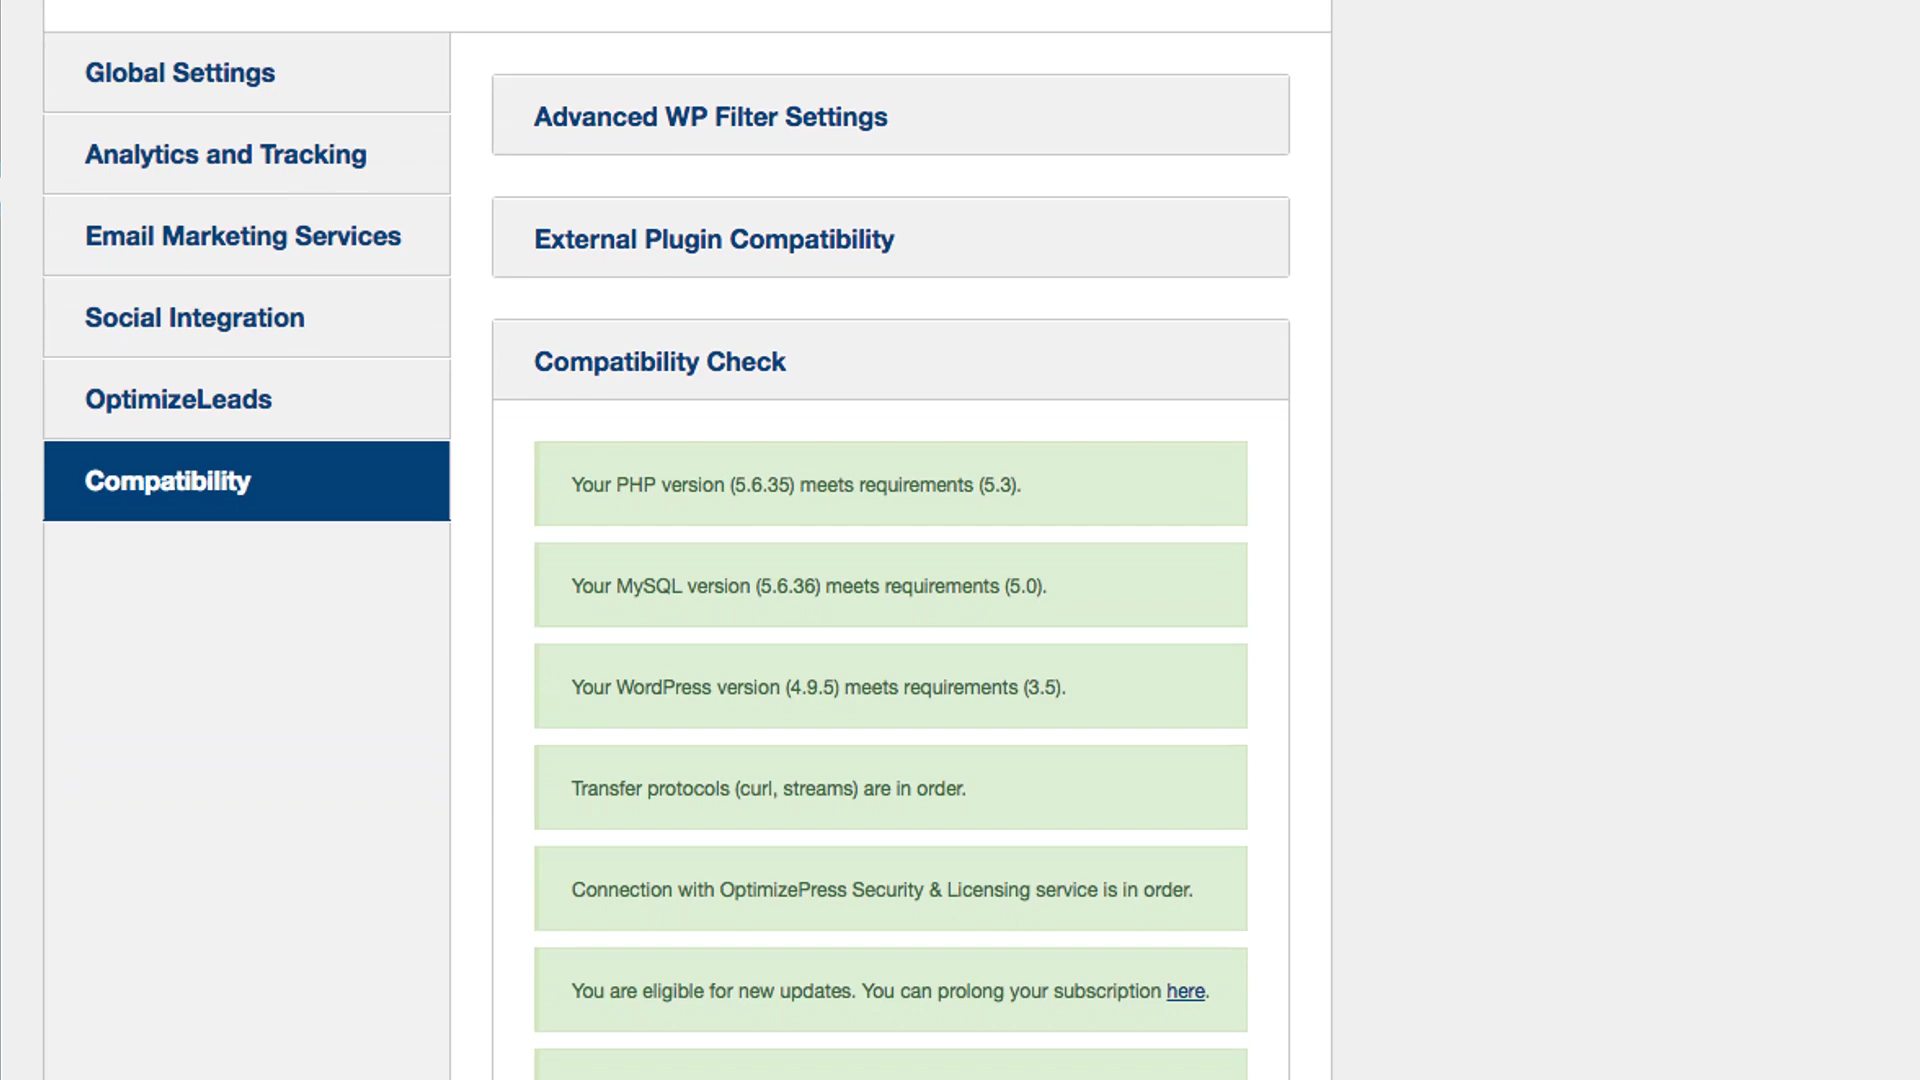 Global Settings
Analytics and Tracking
Email Marketing Services
Social Integration
OptimizeLeads
Compatibility
Advanced WP Filter Settings
External Plugin Compatibility
Compatibility Check
Your PHP version (5.6.35) meets requirements (5.3).
Your MySQL version (5.6.36) meets requirements (5.0).
Your WordPress version (4.9.5) meets requirements (3.5).
Transfer protocols (curl, streams) are in order.
Connection with OptimizePress Security & Licensing service is in order.
You are eligible for new updates. You can prolong your subscription here.